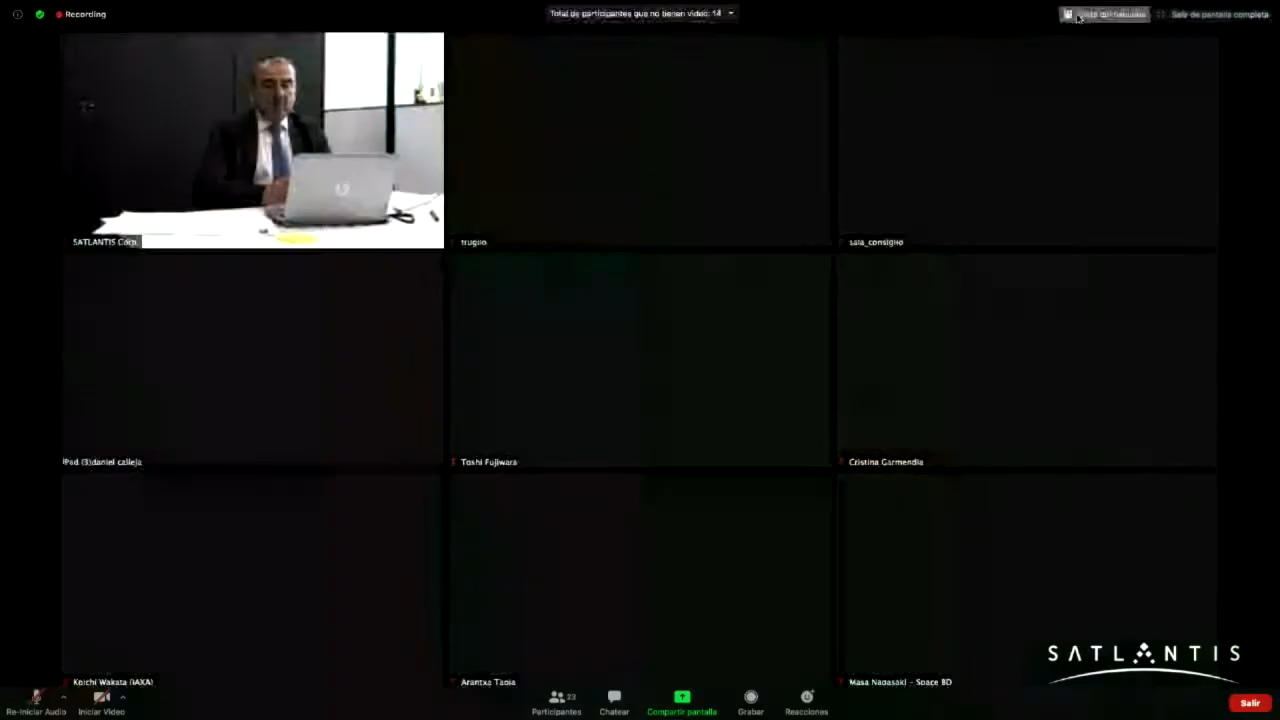 Recording
Total de participantes que no tienen video: 14
Salir de pantalla completa
SATLANTIS Corp.
truglio
sala_consiglio
iPad (3)daniel calleja
Toshi Fujiwara
Cristina Garmendia
SATLANTIS
Koichi Wakata (JAXA)
Arantxa Tapia
Masa Nagasaki - Space BD
23
Re-iniciar Audio
Iniciar Video
Participantes
Chatear
Compartir pantalla
Grabar
Reacciones
Salir